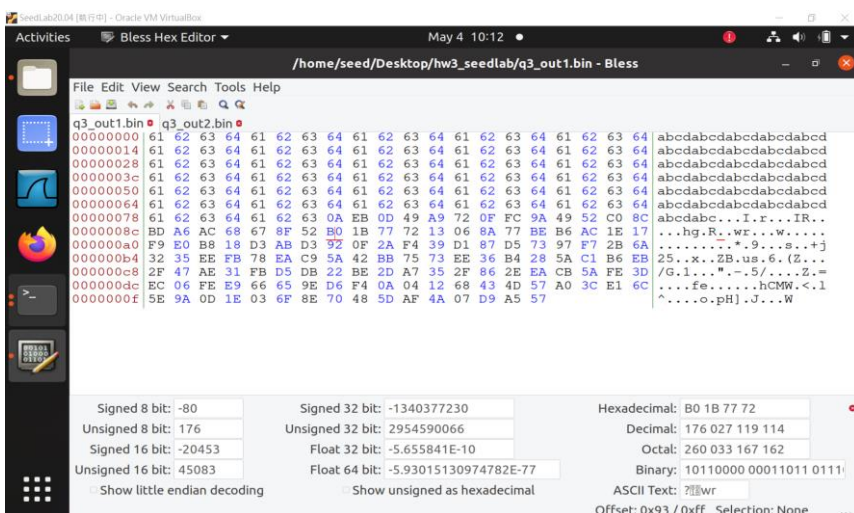 SeedLab20.04 [執行中] - Oracle VM VirtualBox
Activities Bless Hex Editor May 4 10:12
/home/seed/Desktop/hw3_seedlab/q3_out1.bin - Bless
File Edit View Search Tools Help
q3_out1.bin q3_out2.bin
00000000 61 62 63 64 61 62 63 64 61 62 63 64 61 62 63 64 61 62 63 64 abcdabcdabcdabcdabcd
00000014 61 62 63 64 61 62 63 64 61 62 63 64 61 62 63 64 61 62 63 64 abcdabcdabcdabcdabcd
00000028 61 62 63 64 61 62 63 64 61 62 63 64 61 62 63 64 61 62 63 64 abcdabcdabcdabcdabcd
0000003c 61 62 63 64 61 62 63 64 61 62 63 64 61 62 63 64 61 62 63 64 abcdabcdabcdabcdabcd
00000050 61 62 63 64 61 62 63 64 61 62 63 64 61 62 63 64 61 62 63 64 abcdabcdabcdabcdabcd
00000064 61 62 63 64 61 62 63 64 61 62 63 64 61 62 63 64 61 62 63 64 abcdabcdabcdabcdabcd
00000078 61 62 63 64 61 62 63 0A EB 0D 49 A9 72 0F FC 9A 49 52 C0 8C abcdabc...I.r...IR..
0000008c BD A6 AC 68 67 8F 52 B0 1B 77 72 13 06 8A 77 BE B6 AC 1E 17 ...hg.R..wr...w.....
000000a0 F9 E0 B8 18 D3 AB D3 92 0F 2A F4 39 D1 87 D5 73 97 F7 2B 6A .........*.9...s..+j
000000b4 32 35 EE FB 78 EA C9 5A 42 BB 75 73 EE 36 B4 28 5A C1 B6 EB 25..x..ZB.us.6.(Z...
000000c8 2F 47 AE 31 FB D5 DB 22 BE 2D A7 35 2F 86 2E EA CB 5A FE 3D /G.1...".-.5/....Z.=
000000dc EC 06 FE E9 66 65 9E D6 F4 0A 04 12 68 43 4D 57 A0 3C E1 6C ....fe......hCMW.<.l
000000f 5E 9A 0D 1E 03 6F 8E 70 48 5D AF 4A 07 D9 A5 57 ^....o.pH].J...W
Signed 8 bit: -80 Signed 32 bit: -1340377230 Hexadecimal: B0 1B 77 72
Unsigned 8 bit: 176 Unsigned 32 bit: 2954590066 Decimal: 176 027 119 114
Signed 16 bit: -20453 Float 32 bit: -5.655841E-10 Octal: 260 033 167 162
Unsigned 16 bit: 45083 Float 64 bit: -5.93015130974782E-77 Binary: 10110000 00011011 0111
Show little endian decoding Show unsigned as hexadecimal ASCII Text: ?wr
Offset: 0x93 / 0xff Selection: None